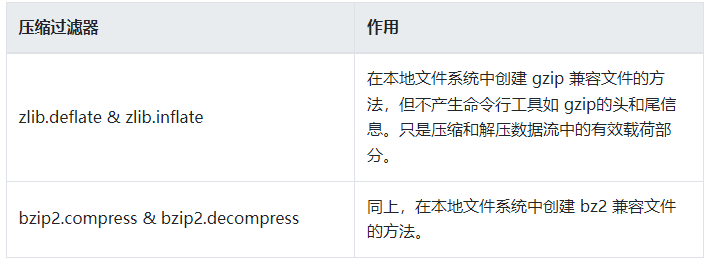 压缩过滤器
作用
zlib.deflate & zlib.inflate
在本地文件系统中创建 gzip 兼容文件的方
法，但不产生命令行工具如 gzip的头和尾信
息。只是压缩和解压数据流中的有效载荷部
分。
bzip2.compress & bzip2.decompress
同上，在本地文件系统中创建 bz2 兼容文件
的方法。